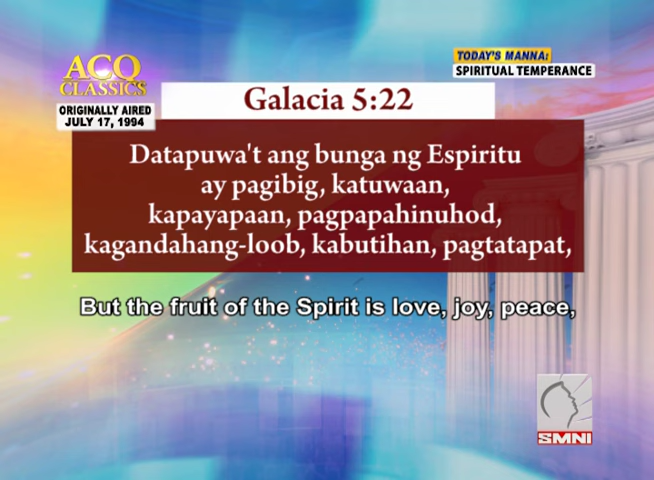 ACQ
CLASSICS
ORIGINALLY AIRED
JULY 17, 1994
TODAY'S MANNA:
SPIRITUAL TEMPERANCE
Galacia 5:22
Datapuwa't ang bunga ng Espiritu
ay pagibig, katuwaan,
kapayapaan, pagpapahinuhod,
kagandahang-loob, kabutihan, pagtatapat,
But the fruit of the Spirit is love, joy, peace,
SMNI